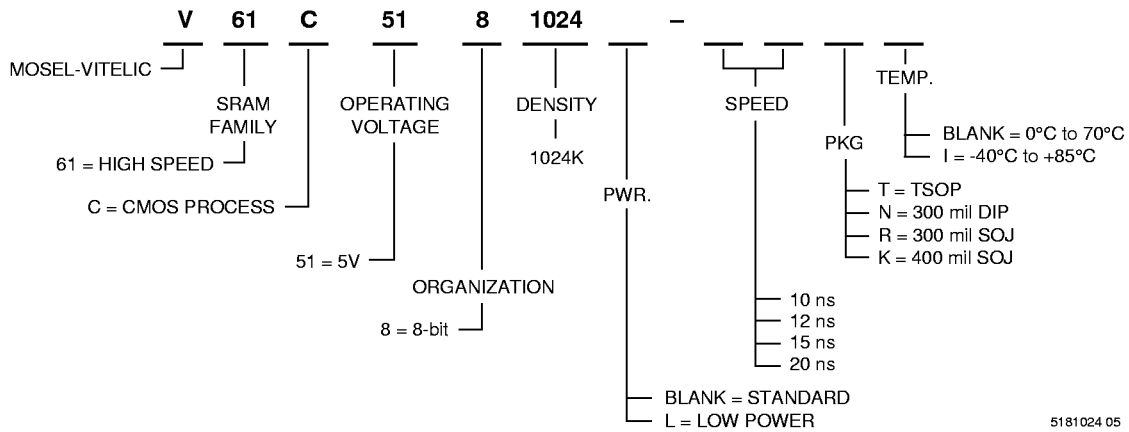 V 61 C 51 8 1024 –
MOSEL-VITELIC
SRAM
FAMILY
61 = HIGH SPEED
C = CMOS PROCESS
OPERATING
VOLTAGE
51 = 5V
ORGANIZATION
8 = 8-bit
DENSITY
1024K
PWR.
BLANK = STANDARD
L = LOW POWER
SPEED
10 ns
12 ns
15 ns
20 ns
PKG
T = TSOP
N = 300 mil DIP
R = 300 mil SOJ
K = 400 mil SOJ
TEMP.
BLANK = 0°C to 70°C
I = -40°C to +85°C
5181024 05